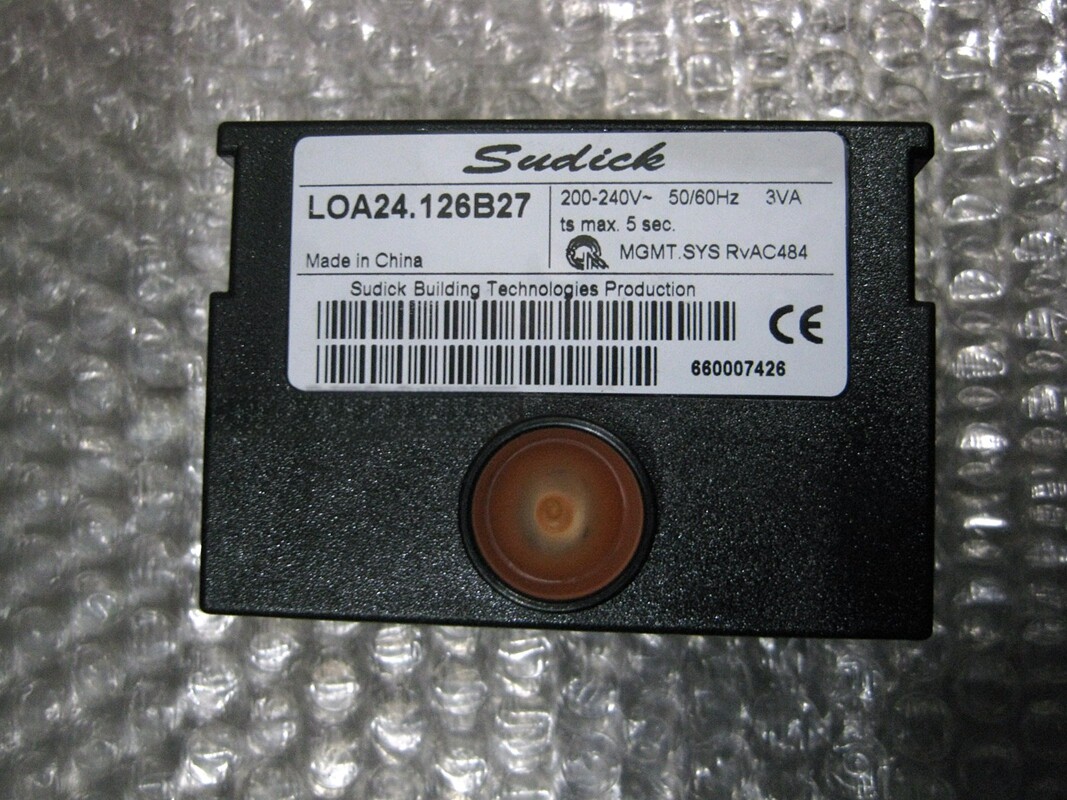 Sudick
LOA24.126B27
200-240V~ 50/60Hz 3VA
ts max. 5 sec.
Made in China
MGMT.SYS RvAC484
Sudick Building Technologies Production
CE
660007426